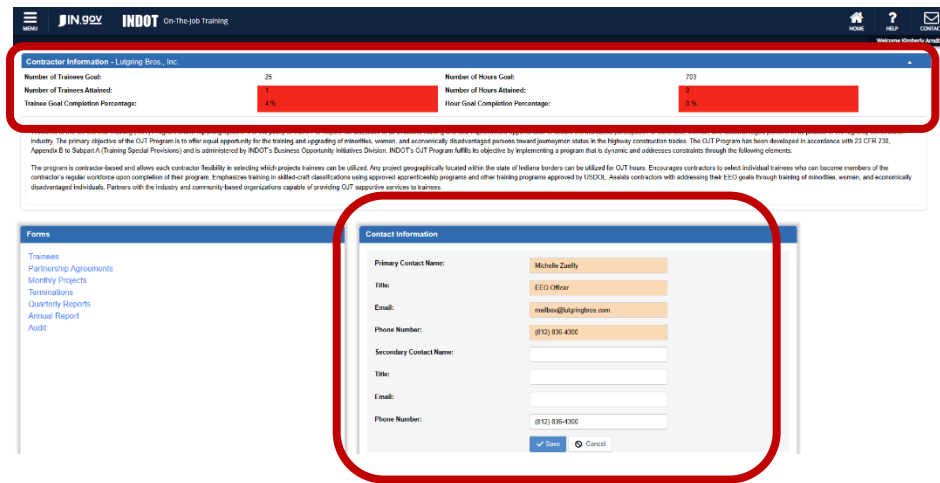 MENU
IN.gov
INDOT On-The-Job Training
HOME
HELP
CONTAC
Welcome Kimberly Arndt
Contractor Information - Lutgring Bros., Inc.
Number of Trainees Goal: 25 Number of Hours Goal: 703
Number of Trainees Attained: 1 Number of Hours Attained: 0
Trainee Goal Completion Percentage: 4 % Hour Goal Completion Percentage: 0 %
industry. The primary objective of the OJT Program is to offer equal opportunity for the training and upgrading of minorities, women, and economically disadvantaged persons toward journeymen status in the highway construction trades. The OJT Program has been developed in accordance with 23 CFR 230,
Appendix B to Subpart A (Training Special Provisions) and is administered by INDOT's Business Opportunity Initiatives Division. INDOT's OJT Program fulfills its objective by implementing a program that is dynamic and addresses constraints through the following elements:
The program is contractor-based and allows each contractor flexibility in selecting which projects trainees can be utilized. Any project geographically located within the state of Indiana borders can be utilized for OJT hours. Encourages contractors to select individual trainees who can become members of the
contractor's regular workforce upon completion of their program. Emphasizes training in skilled-craft classifications using approved apprenticeship programs and other training programs approved by USDOL. Assists contractors with addressing their EEO goals through training of minorities, women, and economically
disadvantaged individuals. Partners with the industry and community-based organizations capable of providing OJT supportive services to trainees.
Forms
Trainees
Partnership Agreements
Monthly Projects
Terminations
Quarterly Reports
Annual Report
Audit
Contact Information
Primary Contact Name: Michelle Zuelly
Title: EEO Officer
Email: mailbox@lutgringbros.com
Phone Number: (812) 836-4300
Secondary Contact Name:
Title:
Email:
Phone Number: (812) 836-4300
Save Cancel